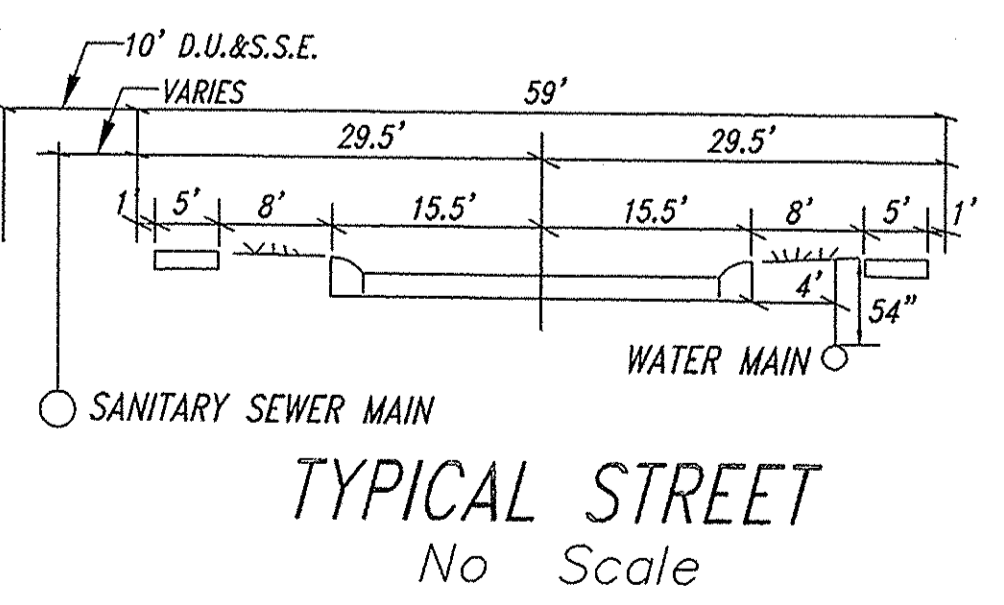 10' D.U.&S.S.E.
VARIES
59'
29.5' 29.5'
1' 5' 8' 15.5' 15.5' 8' 5' 1'
4'
54"
WATER MAIN
SANITARY SEWER MAIN
TYPICAL STREET
No Scale